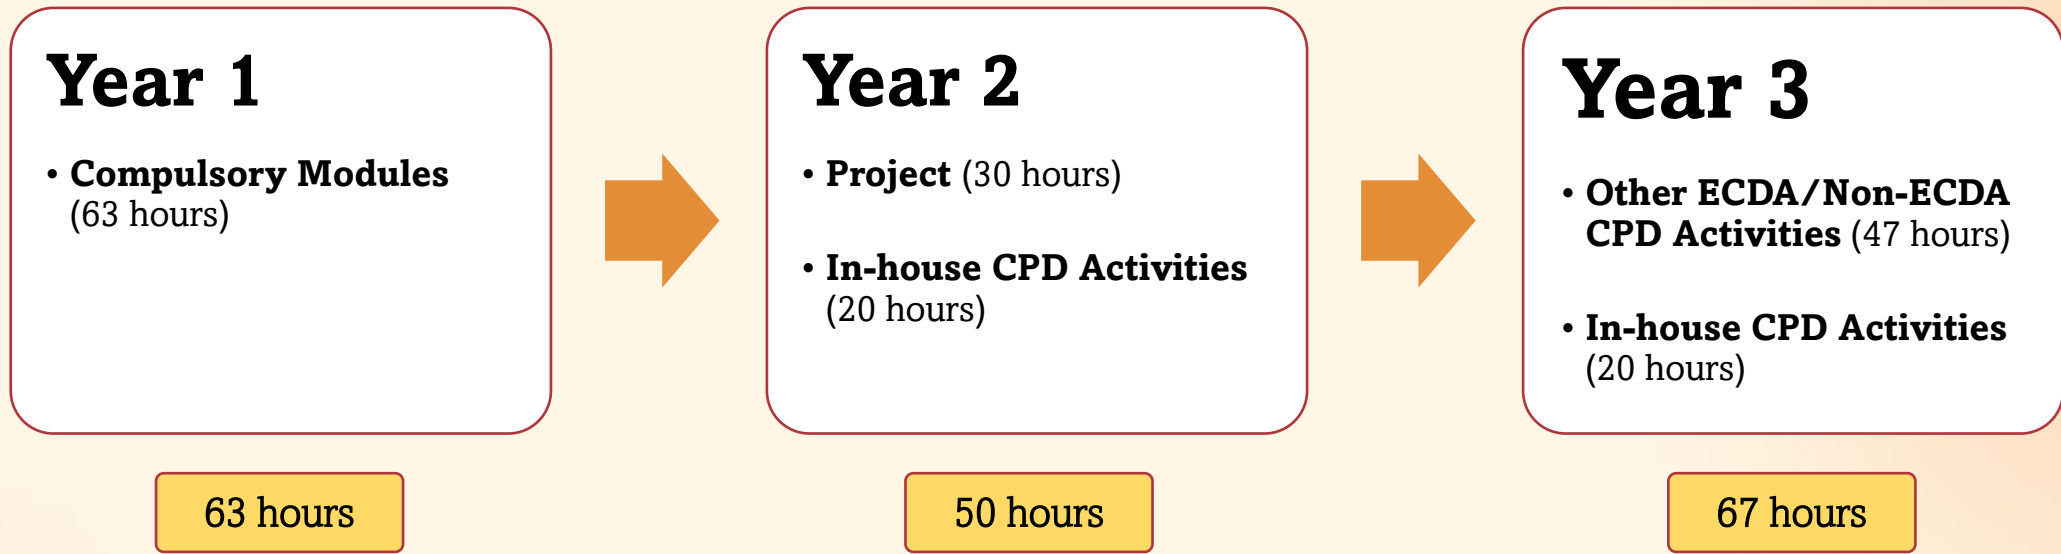 Year 1
• Compulsory Modules
(63 hours)
63 hours
Year 2
• Project (30 hours)
• In-house CPD Activities
(20 hours)
50 hours
Year 3
• Other ECDA/Non-ECDA
CPD Activities (47 hours)
• In-house CPD Activities
(20 hours)
67 hours